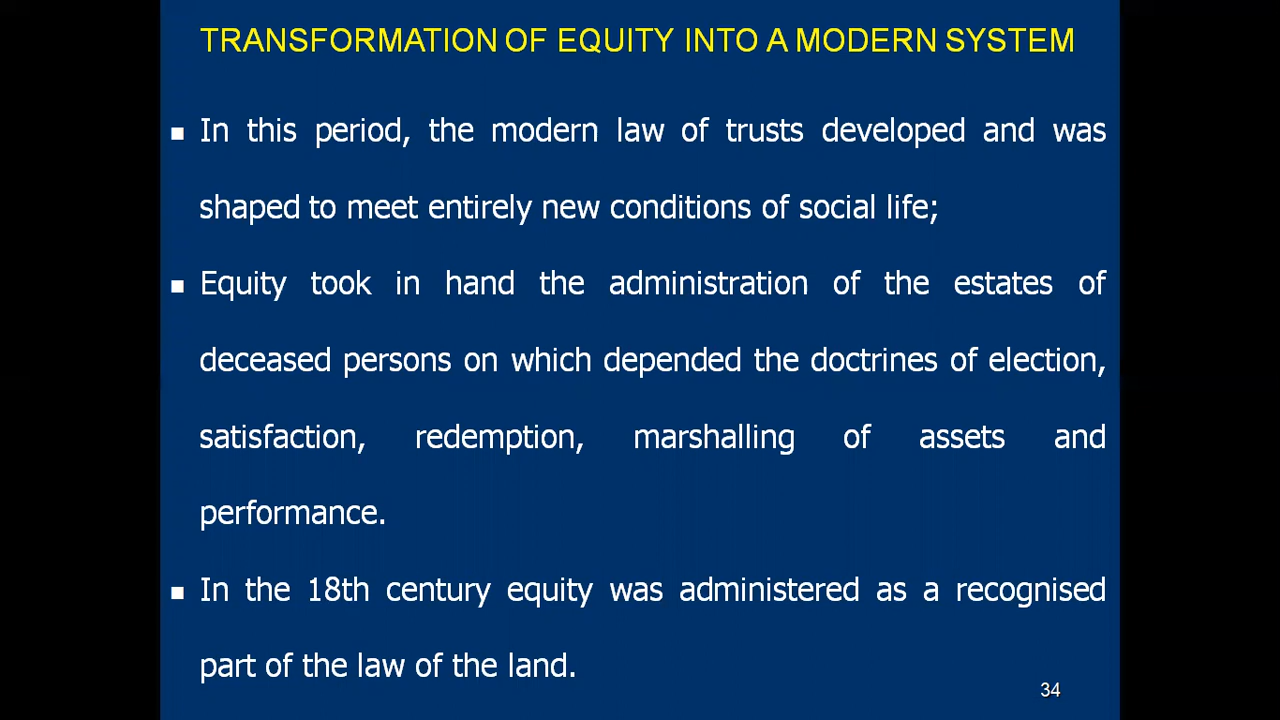 TRANSFORMATION OF EQUITY INTO A MODERN SYSTEM
▪ In this period, the modern law of trusts developed and was
shaped to meet entirely new conditions of social life;
▪ Equity took in hand the administration of the estates of
deceased persons on which depended the doctrines of election,
satisfaction, redemption, marshalling of assets and
performance.
▪ In the 18th century equity was administered as a recognised
part of the law of the land.
34